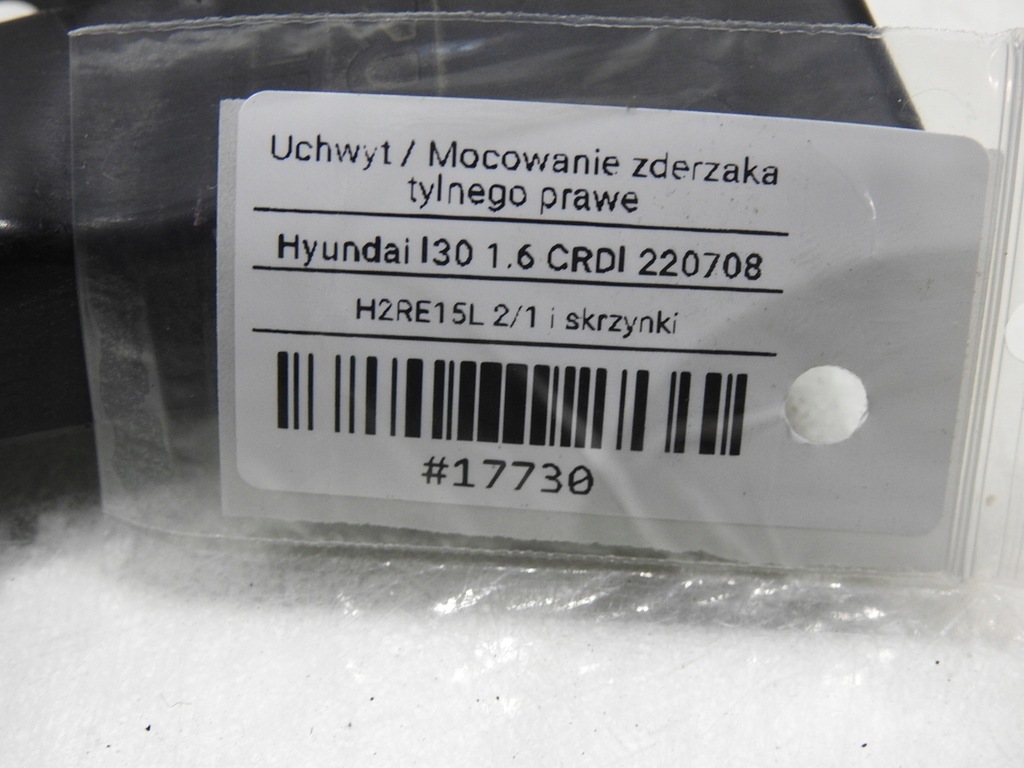 Uchwyt / Mocowanie zderzaka
tylnego prawe
Hyundai I30 1.6 CRDI 220708
H2RE15L 2/1 i skrzynki
#17730